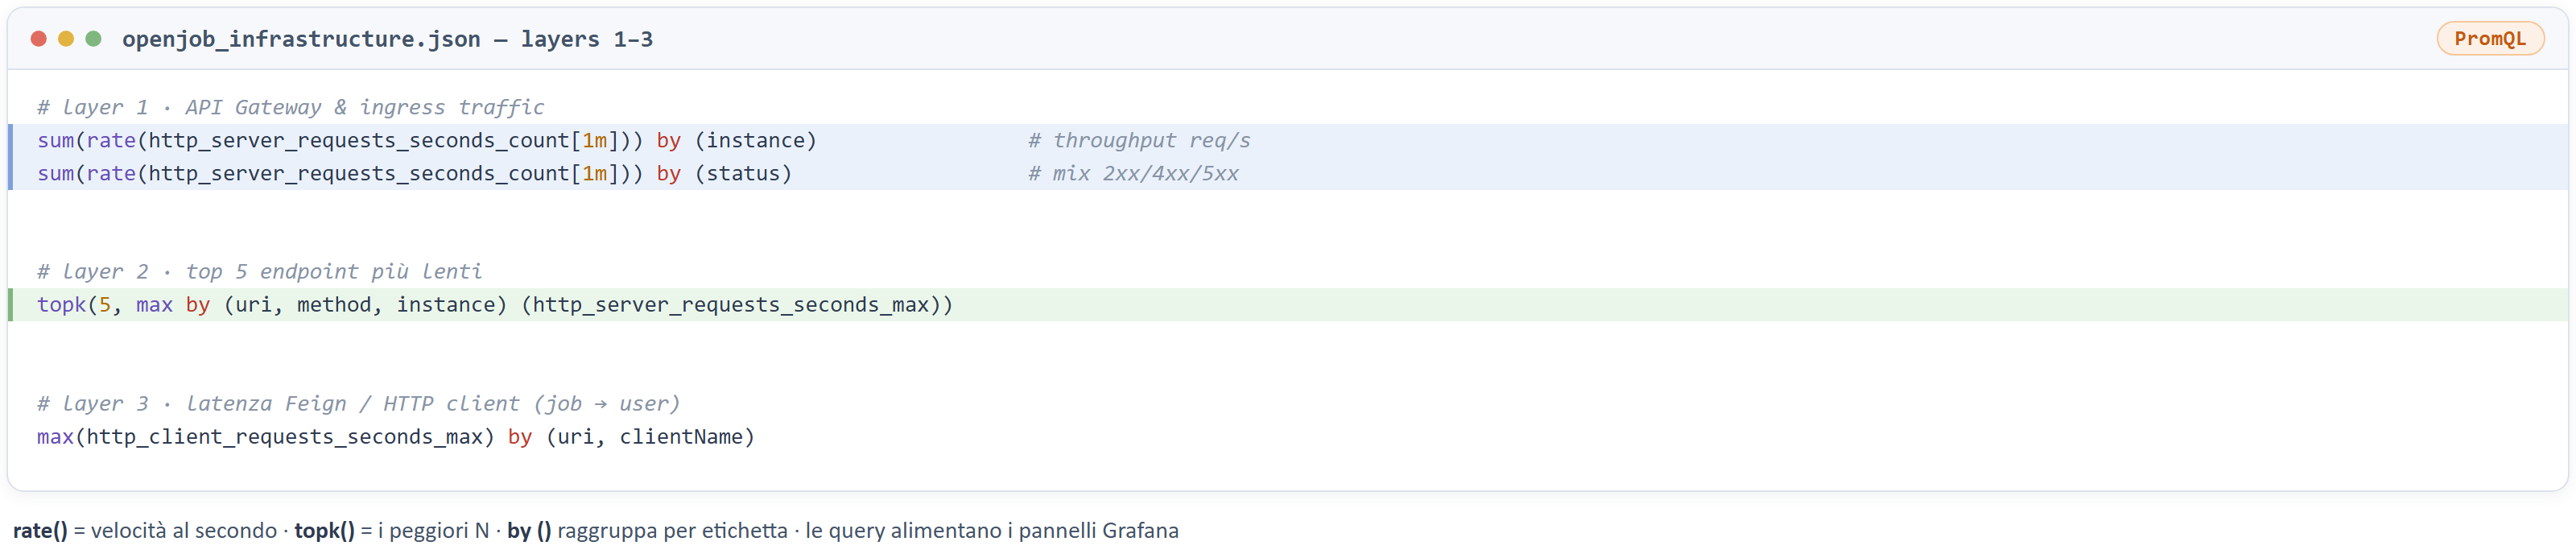 openjob_infrastructure.json — layers 1–3
PromQL
# layer 1 · API Gateway & ingress traffic
sum(rate(http_server_requests_seconds_count[1m])) by (instance) # throughput req/s
sum(rate(http_server_requests_seconds_count[1m])) by (status) # mix 2xx/4xx/5xx
# layer 2 · top 5 endpoint più lenti
topk(5, max by (uri, method, instance) (http_server_requests_seconds_max))
# layer 3 · latenza Feign / HTTP client (job → user)
max(http_client_requests_seconds_max) by (uri, clientName)
rate() = velocità al secondo · topk() = i peggiori N · by () raggruppa per etichetta · le query alimentano i pannelli Grafana